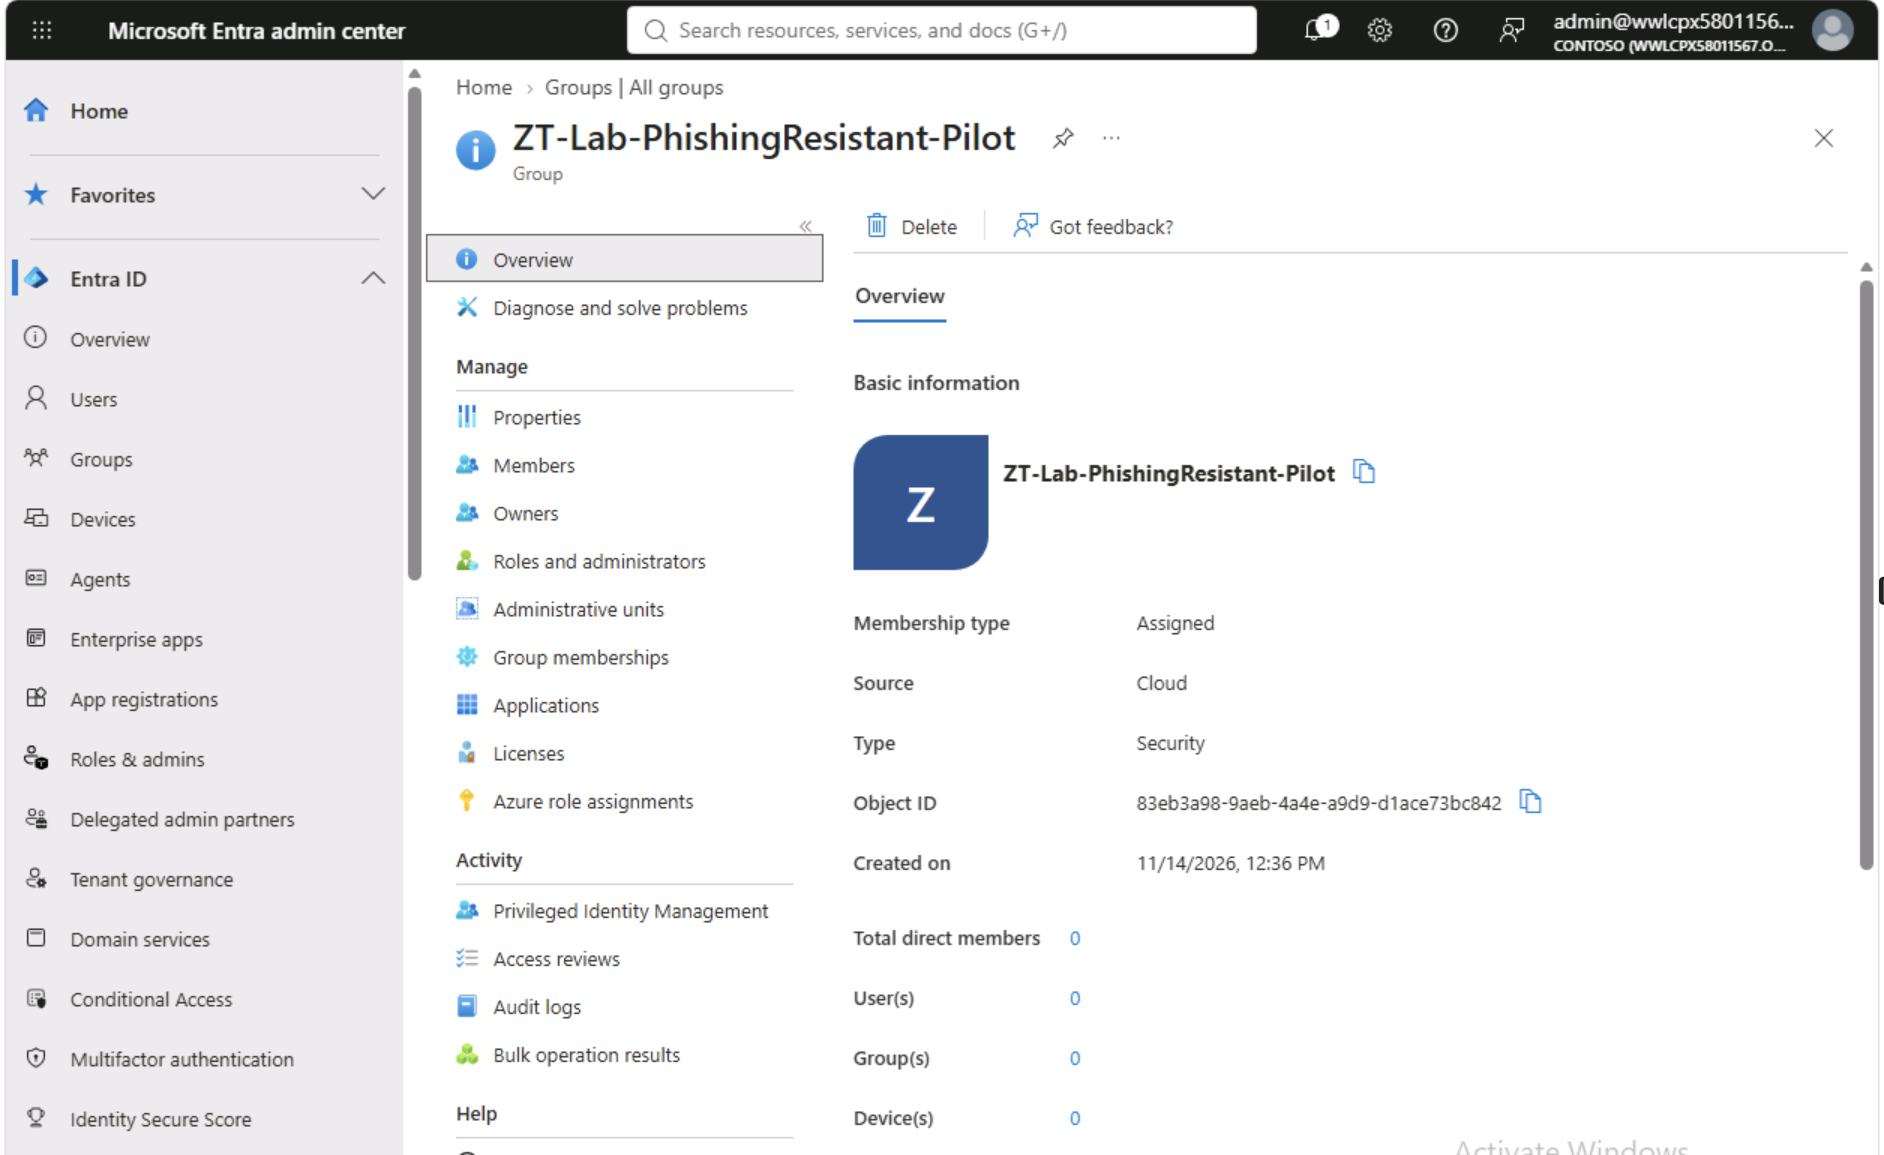 Microsoft Entra admin center
Search resources, services, and docs (G+/)
1
admin@wwlcpx5801156...
CONTOSO (WWLCPX58011567.O...
Home
Favorites
Entra ID
Overview
Users
Groups
Devices
Agents
Enterprise apps
App registrations
Roles & admins
Delegated admin partners
Tenant governance
Domain services
Conditional Access
Multifactor authentication
Identity Secure Score
Home › Groups | All groups
ZT-Lab-PhishingResistant-Pilot
Group
Overview
Diagnose and solve problems
Manage
Properties
Members
Owners
Roles and administrators
Administrative units
Group memberships
Applications
Licenses
Azure role assignments
Activity
Privileged Identity Management
Access reviews
Audit logs
Bulk operation results
Help
Delete
Got feedback?
Overview
Basic information
Z
ZT-Lab-PhishingResistant-Pilot
Membership type Assigned
Source Cloud
Type Security
Object ID 83eb3a98-9aeb-4a4e-a9d9-d1ace73bc842
Created on 11/14/2026, 12:36 PM
Total direct members 0
User(s) 0
Group(s) 0
Device(s) 0
Activate Windows